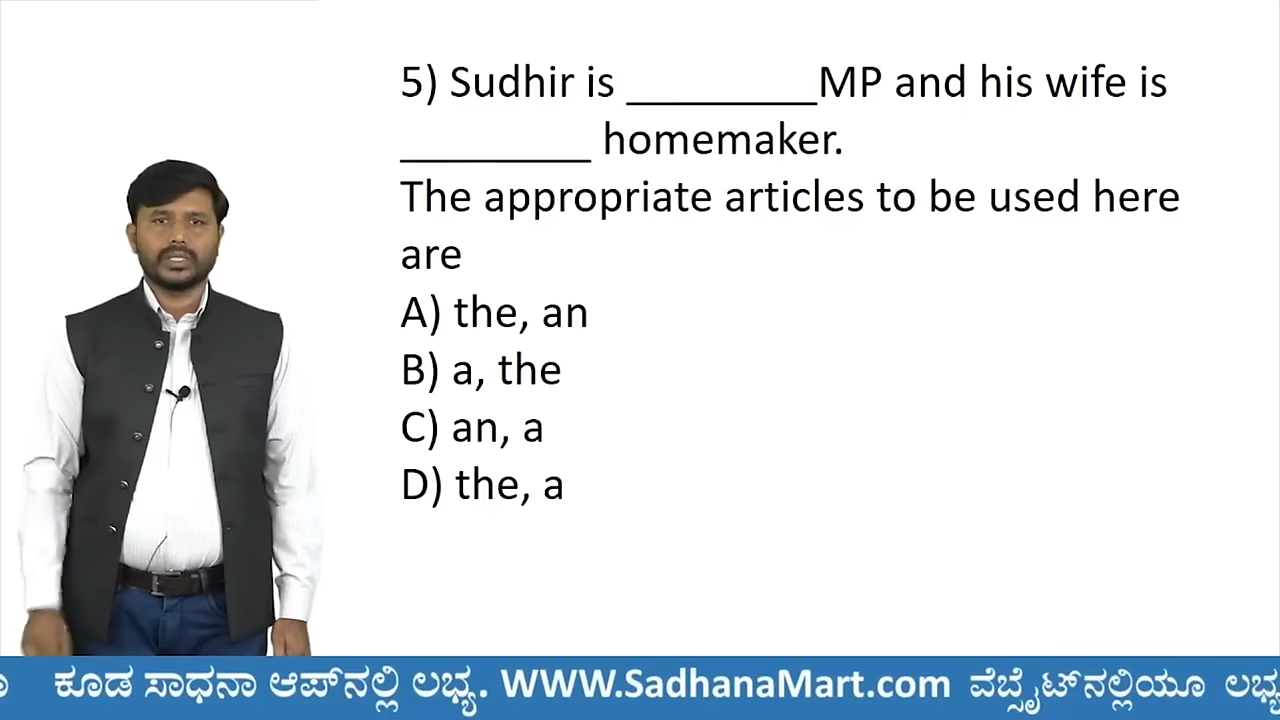 5) Sudhir is _________MP and his wife is
_________ homemaker.
The appropriate articles to be used here
are
A) the, an
B) a, the
C) an, a
D) the, a
ಕೂಡ ಸಾಧನಾ ಆಪ್‌ನಲ್ಲಿ ಲಭ್ಯ. WWW.SadhanaMart.com ವೆಬ್ಸೈಟ್‌ನಲ್ಲಿಯೂ ಲಭ್ಯ